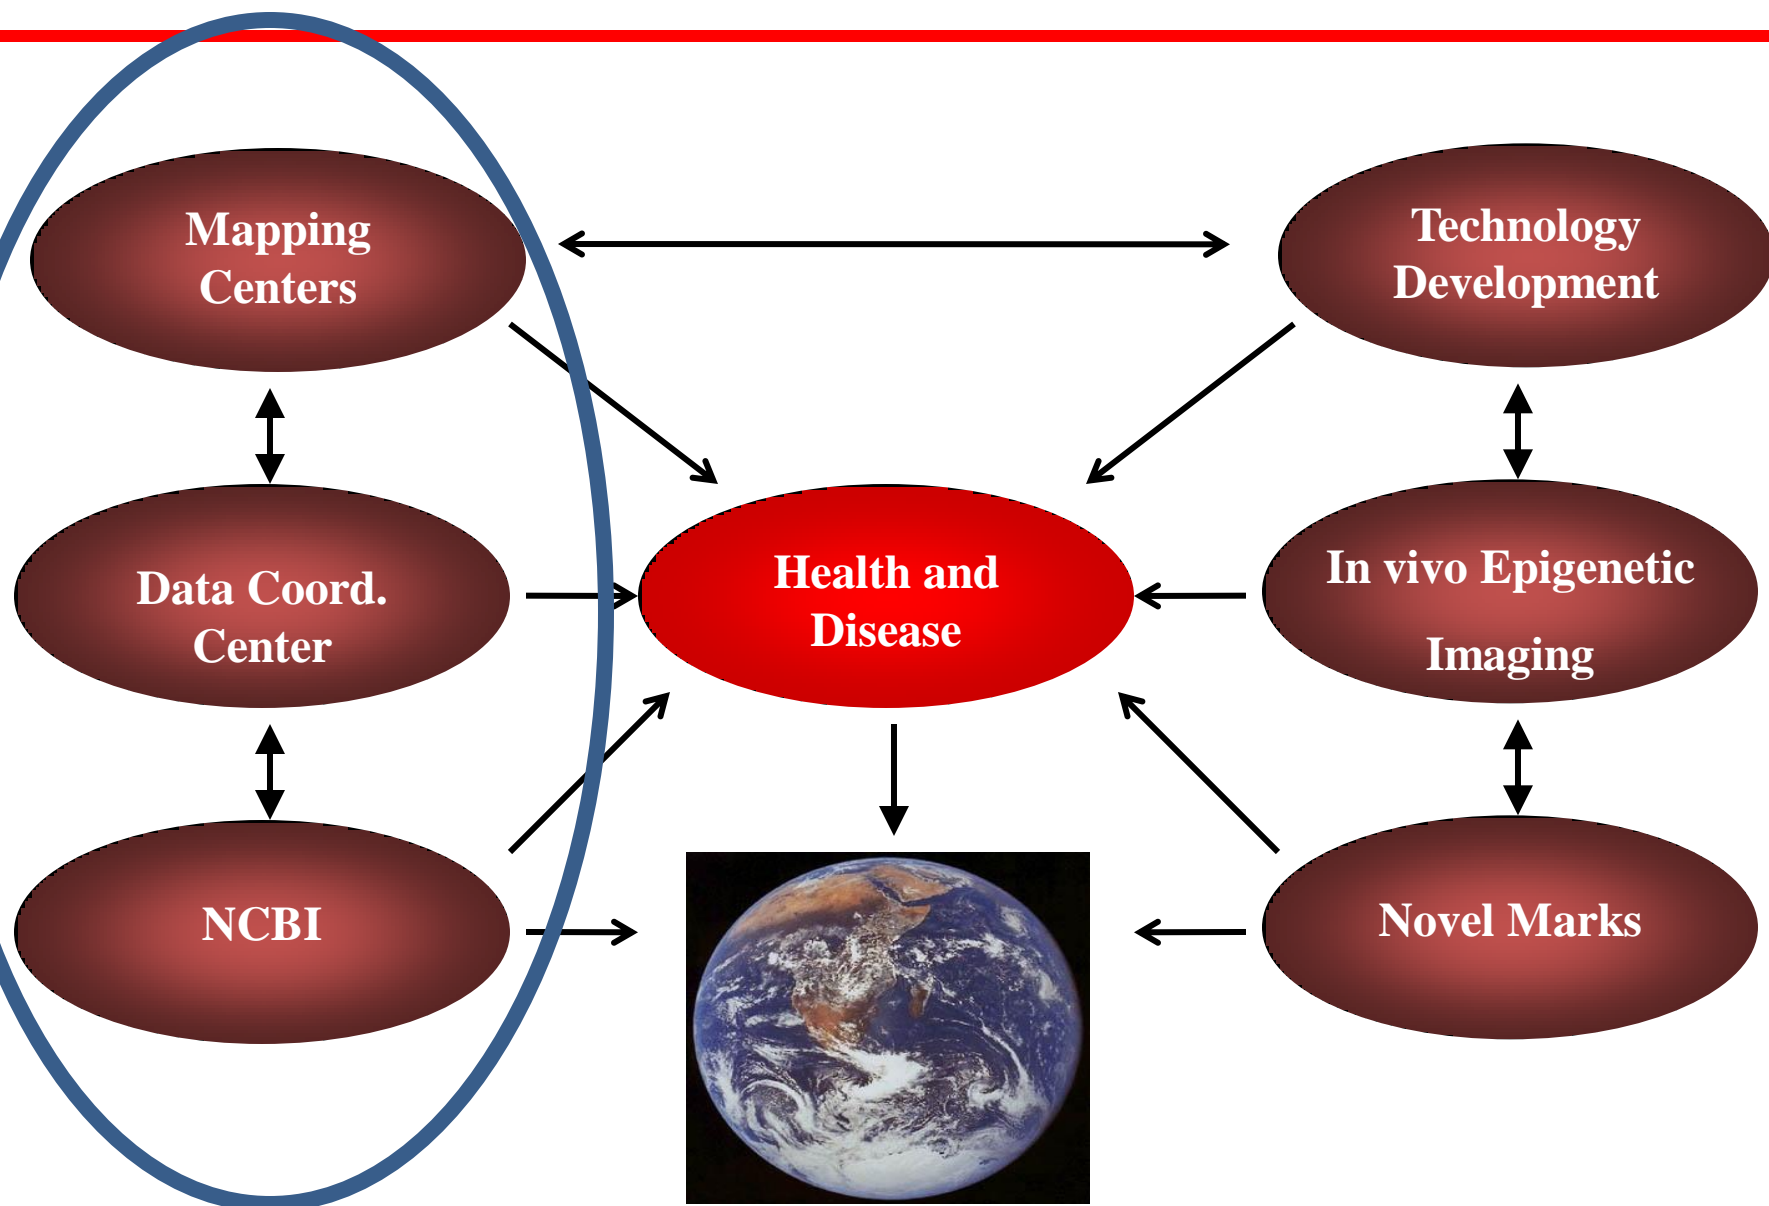 Mapping
Centers
Technology
Development
Data Coord.
Center
Health and
Disease
In vivo Epigenetic
Imaging
NCBI
Novel Marks